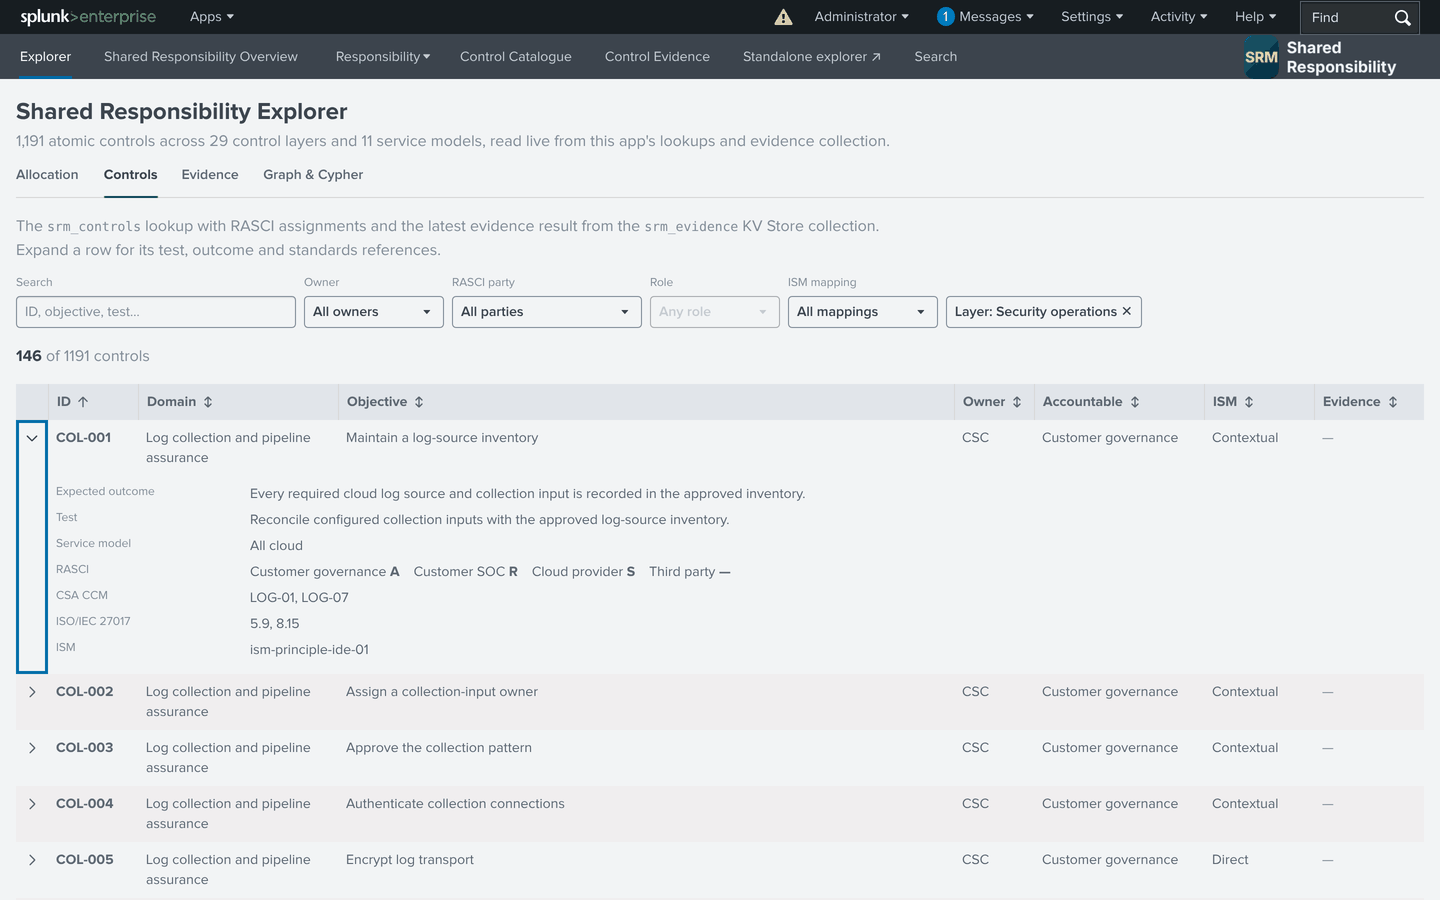 splunk>enterprise Apps Administrator 1 Messages Settings Activity Help Find
Explorer Shared Responsibility Overview Responsibility Control Catalogue Control Evidence Standalone explorer ↗ Search SRM Shared Responsibility
Shared Responsibility Explorer
1,191 atomic controls across 29 control layers and 11 service models, read live from this app's lookups and evidence collection.
Allocation Controls Evidence Graph & Cypher
The srm_controls lookup with RASCI assignments and the latest evidence result from the srm_evidence KV Store collection.
Expand a row for its test, outcome and standards references.
Search Owner RASCI party Role ISM mapping
ID, objective, test... All owners All parties Any role All mappings Layer: Security operations ✕
146 of 1191 controls
ID Domain Objective Owner Accountable ISM Evidence
COL-001 Log collection and pipeline assurance Maintain a log-source inventory CSC Customer governance Contextual —
Expected outcome Every required cloud log source and collection input is recorded in the approved inventory.
Test Reconcile configured collection inputs with the approved log-source inventory.
Service model All cloud
RASCI Customer governance A Customer SOC R Cloud provider S Third party —
CSA CCM LOG-01, LOG-07
ISO/IEC 27017 5.9, 8.15
ISM ism-principle-ide-01
COL-002 Log collection and pipeline assurance Assign a collection-input owner CSC Customer governance Contextual —
COL-003 Log collection and pipeline assurance Approve the collection pattern CSC Customer governance Contextual —
COL-004 Log collection and pipeline assurance Authenticate collection connections CSC Customer governance Contextual —
COL-005 Log collection and pipeline assurance Encrypt log transport CSC Customer governance Direct —